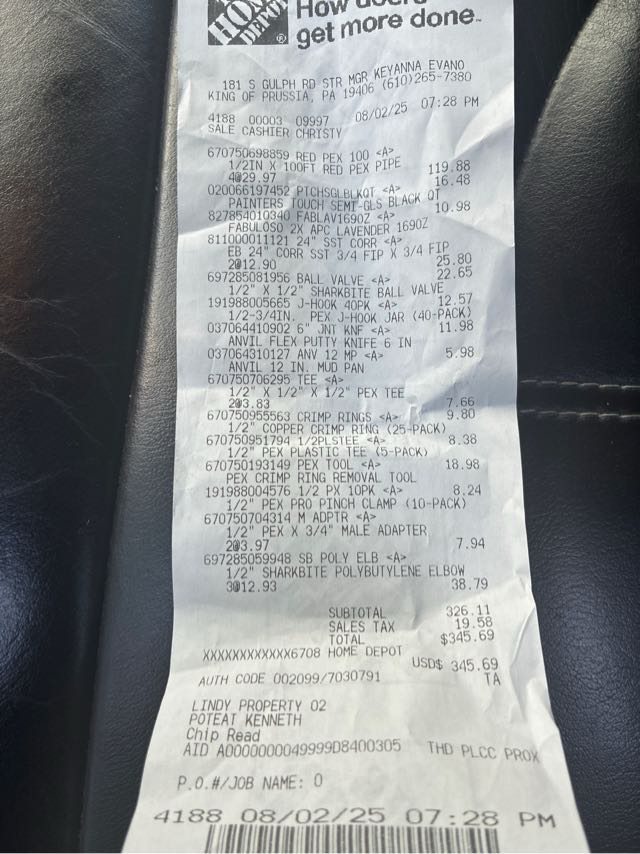 HOME DEPOT ®
How doers
get more done™
181 S GULPH RD STR MGR KEYANNA EVANO
KING OF PRUSSIA, PA 19406 (610)265-7380
4188 00003 09997 08/02/25 07:28 PM
SALE CASHIER CHRISTY
670750698859 RED PEX 100 <A>
1/2IN X 100FT RED PEX PIPE
4@29.97 119.88
020066197452 PTCHSGLBLKQT <A> 16.48
PAINTERS TOUCH SEMI-GLS BLACK QT
827854010340 FABLAV169OZ <A> 10.98
FABULOSO 2X APC LAVENDER 169OZ
811000011121 24" SST CORR <A>
EB 24" CORR SST 3/4 FIP X 3/4 FIP
2@12.90 25.80
697285081956 BALL VALVE <A> 22.65
1/2" X 1/2" SHARKBITE BALL VALVE
191988005665 J-HOOK 40PK <A> 12.57
1/2-3/4IN. PEX J-HOOK JAR (40-PACK)
037064410902 6" JNT KNF <A> 11.98
ANVIL FLEX PUTTY KNIFE 6 IN
037064310127 ANV 12 MP <A> 5.98
ANVIL 12 IN. MUD PAN
670750706295 TEE <A>
1/2" X 1/2" X 1/2" PEX TEE
2@3.83 7.66
670750955563 CRIMP RINGS <A> 9.80
1/2" COPPER CRIMP RING (25-PACK)
670750951794 1/2PLSTEE <A> 8.38
1/2" PEX PLASTIC TEE (5-PACK)
670750193149 PEX TOOL <A> 18.98
PEX CRIMP RING REMOVAL TOOL
191988004576 1/2 PX 10PK <A> 8.24
1/2" PEX PRO PINCH CLAMP (10-PACK)
670750704314 M ADPTR <A>
1/2" PEX X 3/4" MALE ADAPTER
2@3.97 7.94
697285059948 SB POLY ELB <A>
1/2" SHARKBITE POLYBUTYLENE ELBOW
3@12.93 38.79
SUBTOTAL 326.11
SALES TAX 19.58
TOTAL $345.69
XXXXXXXXXXXX6708 HOME DEPOT
USD$ 345.69
AUTH CODE 002099/7030791 TA
LINDY PROPERTY 02
POTEAT KENNETH
Chip Read
AID A0000000049999D8400305 THD PLCC PROX
P.O.#/JOB NAME: 0
4188 08/02/25 07:28 PM